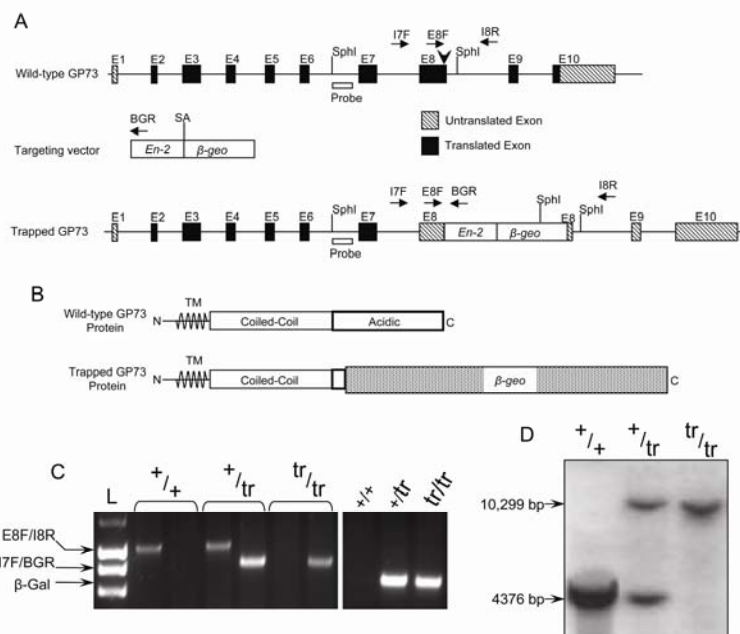 A
I7F E8F I8R
E1 E2 E3 E4 E5 E6 SphI E7 E8 SphI E9 E10
Wild-type GP73
Probe
BGR SA
Targeting vector
En-2 β-geo
Untranslated Exon
Translated Exon
I7F E8F BGR I8R
E1 E2 E3 E4 E5 E6 SphI E7 E8 SphI E8 SphI E9 E10
Trapped GP73
En-2 β-geo
Probe
B
TM
Wild-type GP73
Protein
N Coiled-Coil Acidic C
TM
Trapped GP73
Protein
N Coiled-Coil β-geo C
C
L +/+ +/tr tr/tr +/+ +/tr tr/tr
E8F/I8R
I7F/BGR
β-Gal
D
+/+ +/tr tr/tr
10,299 bp
4376 bp